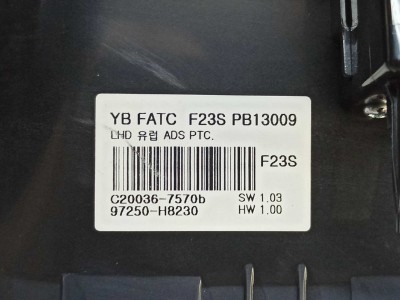 YB FATC F23S PB13009
LHD 유럽 ADS PTC.
F23S
C20036-7570b SW 1.03
97250-H8230 HW 1.00